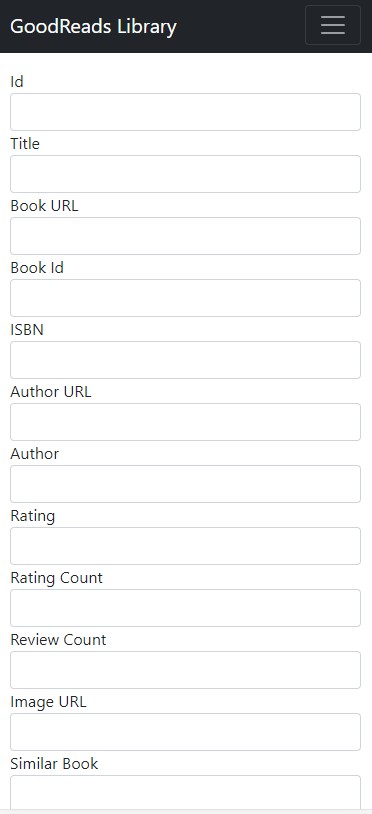 GoodReads Library
Id
Title
Book URL
Book Id
ISBN
Author URL
Author
Rating
Rating Count
Review Count
Image URL
Similar Book